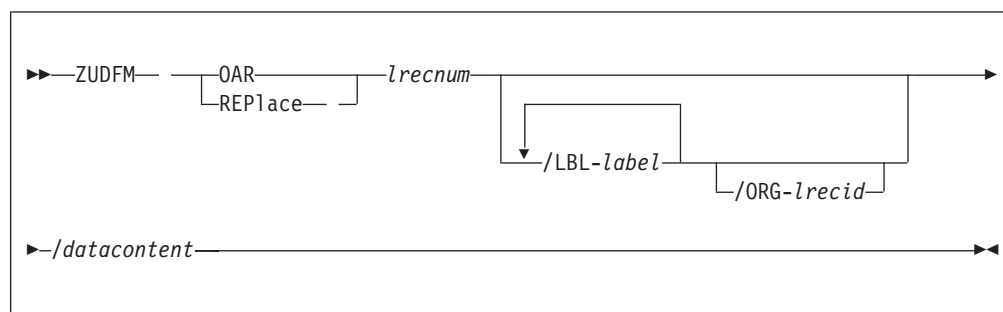 ZUDFM OAR lrecnum
REPlace
/LBL-label
/ORG-lrecid
/datacontent